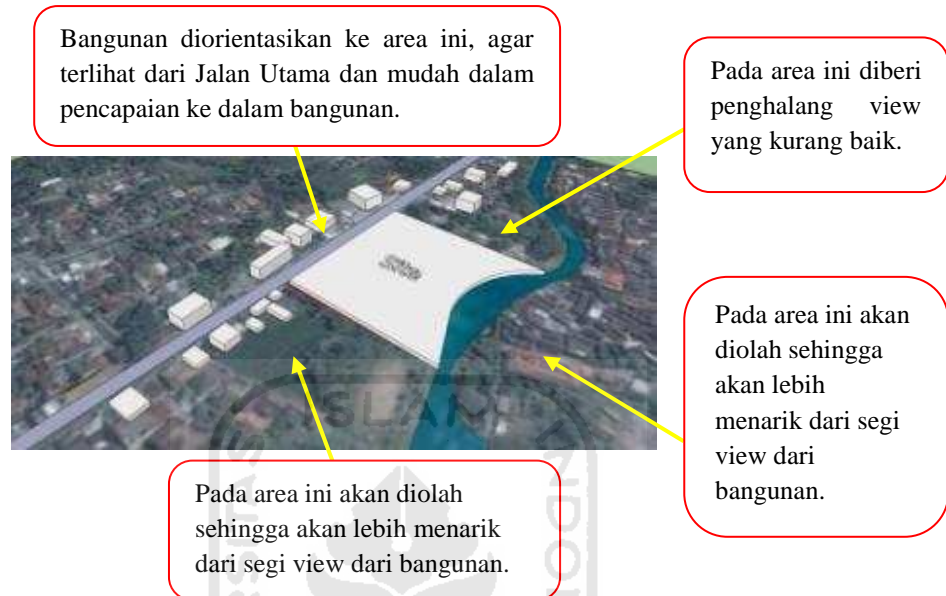 Bangunan diorientasikan ke area ini, agar
terlihat dari Jalan Utama dan mudah dalam
pencapaian ke dalam bangunan.
Pada area ini diberi
penghalang view
yang kurang baik.
Pada area ini akan
diolah sehingga
akan lebih
menarik dari segi
view dari
bangunan.
Pada area ini akan diolah
sehingga akan lebih menarik
dari segi view dari bangunan.
ISLAM